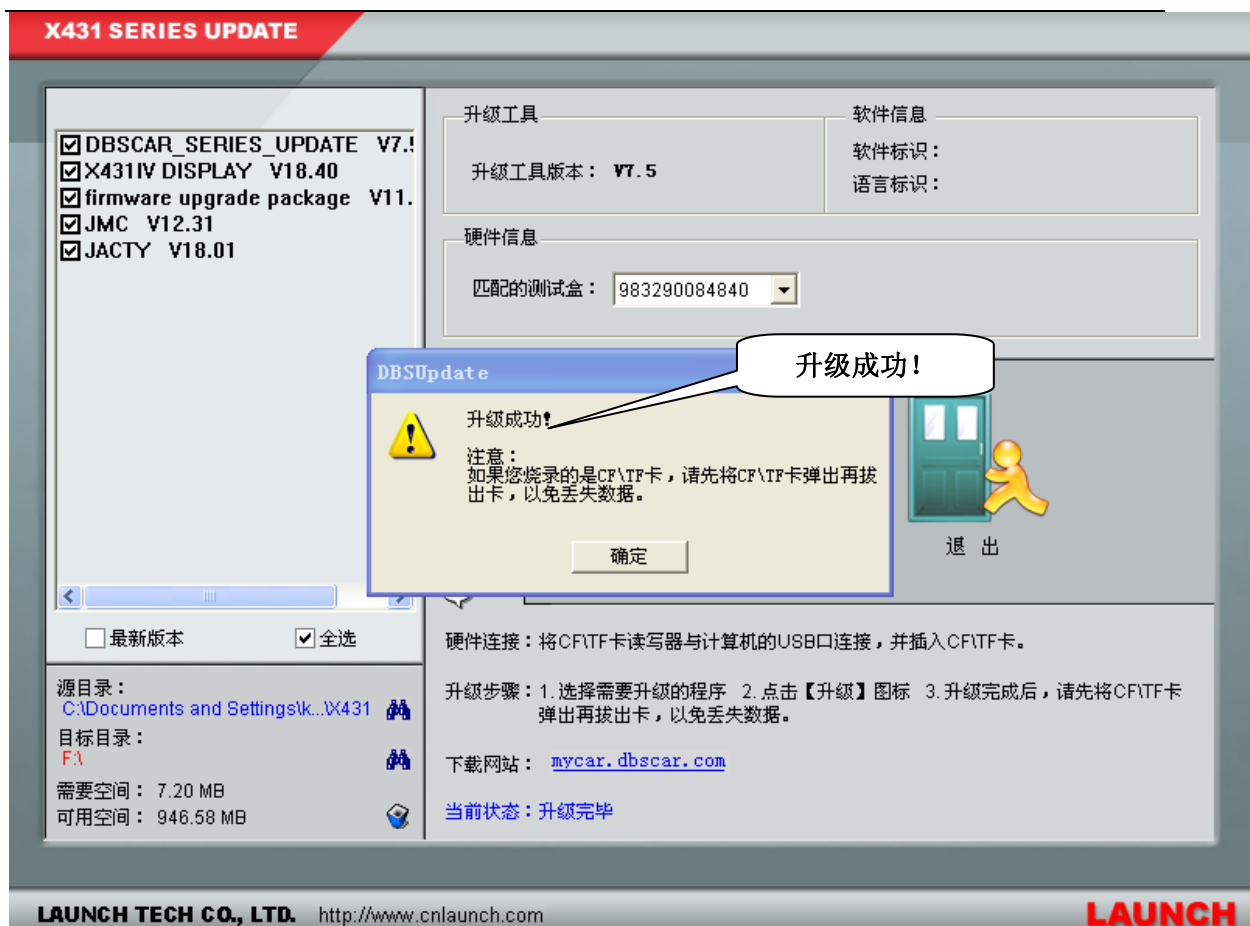 X431 SERIES UPDATE
DBSCAR_SERIES_UPDATE V7.5
X431IV DISPLAY V18.40
firmware upgrade package V11.
JMC V12.31
JACTY V18.01
最新版本
全选
源目录：
C:\Documents and Settings\k...\X431
目标目录：
F:\
需要空间： 7.20 MB
可用空间： 946.58 MB
升级工具
升级工具版本： V7.5
软件信息
软件标识：
语言标识：
硬件信息
匹配的测试盒： 983290084840
升级成功！
DBSUpdate
升级成功!
注意：
如果您烧录的是CF\TF卡，请先将CF\TF卡弹出再拔
出卡，以免丢失数据。
确定
退 出
硬件连接：将CF\TF卡读写器与计算机的USB口连接，并插入CF\TF卡。
升级步骤：1.选择需要升级的程序 2.点击【升级】图标 3.升级完成后，请先将CF\TF卡
弹出再拔出卡，以免丢失数据。
下载网站： mycar.dbscar.com
当前状态：升级完毕
LAUNCH TECH CO., LTD. http://www.cnlaunch.com
LAUNCH